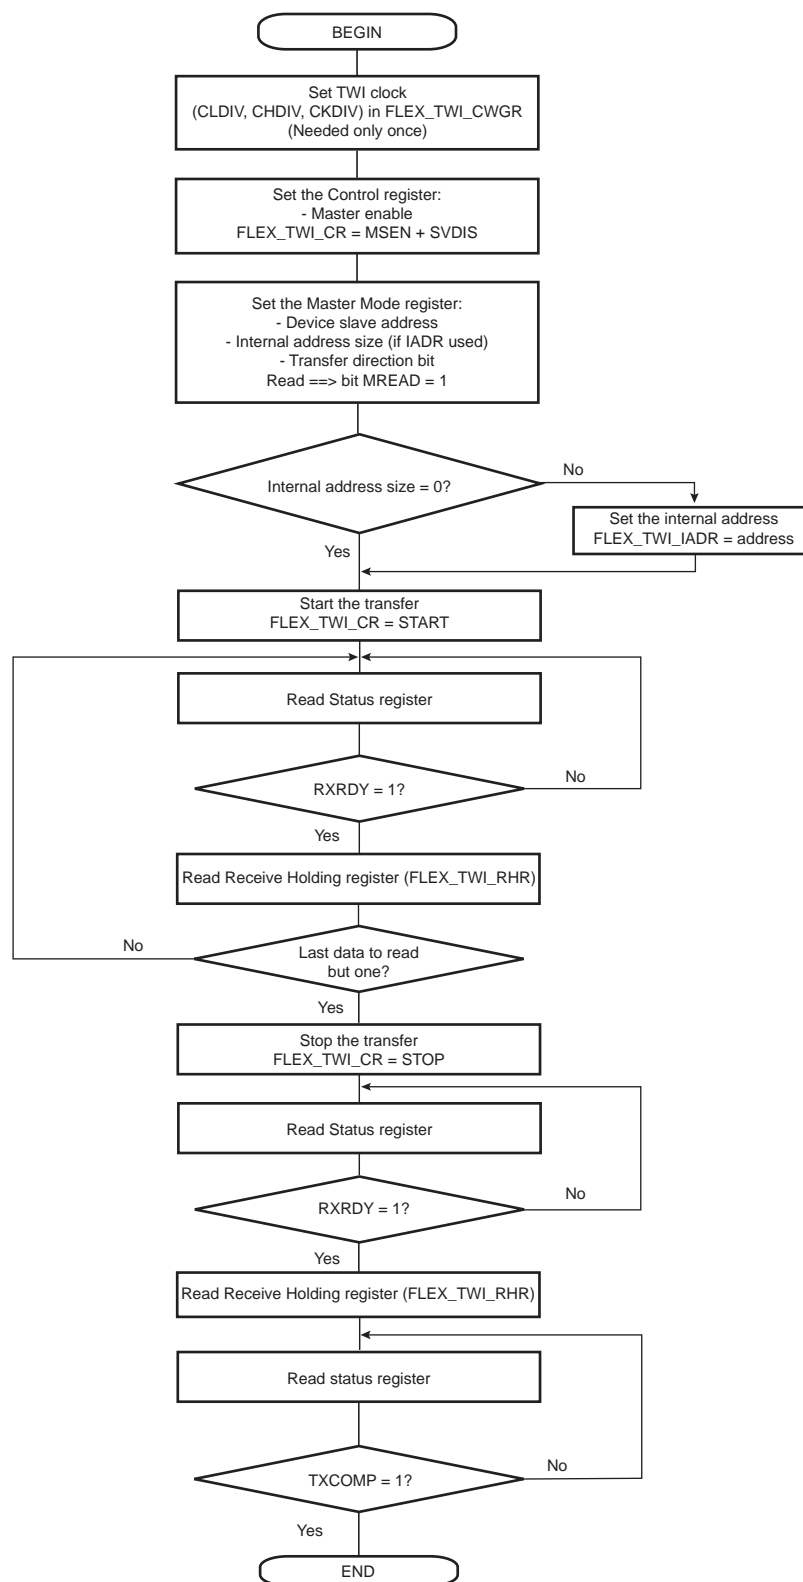 BEGIN
Set TWI clock
(CLDIV, CHDIV, CKDIV) in FLEX_TWI_CWGR
(Needed only once)
Set the Control register:
- Master enable
FLEX_TWI_CR = MSEN + SVDIS
Set the Master Mode register:
- Device slave address
- Internal address size (if IADR used)
- Transfer direction bit
Read ==> bit MREAD = 1
Internal address size = 0?
No
Set the internal address
FLEX_TWI_IADR = address
Yes
Start the transfer
FLEX_TWI_CR = START
Read Status register
RXRDY = 1?
No
Yes
Read Receive Holding register (FLEX_TWI_RHR)
No
Last data to read
but one?
Yes
Stop the transfer
FLEX_TWI_CR = STOP
Read Status register
RXRDY = 1?
No
Yes
Read Receive Holding register (FLEX_TWI_RHR)
Read status register
TXCOMP = 1?
No
Yes
END